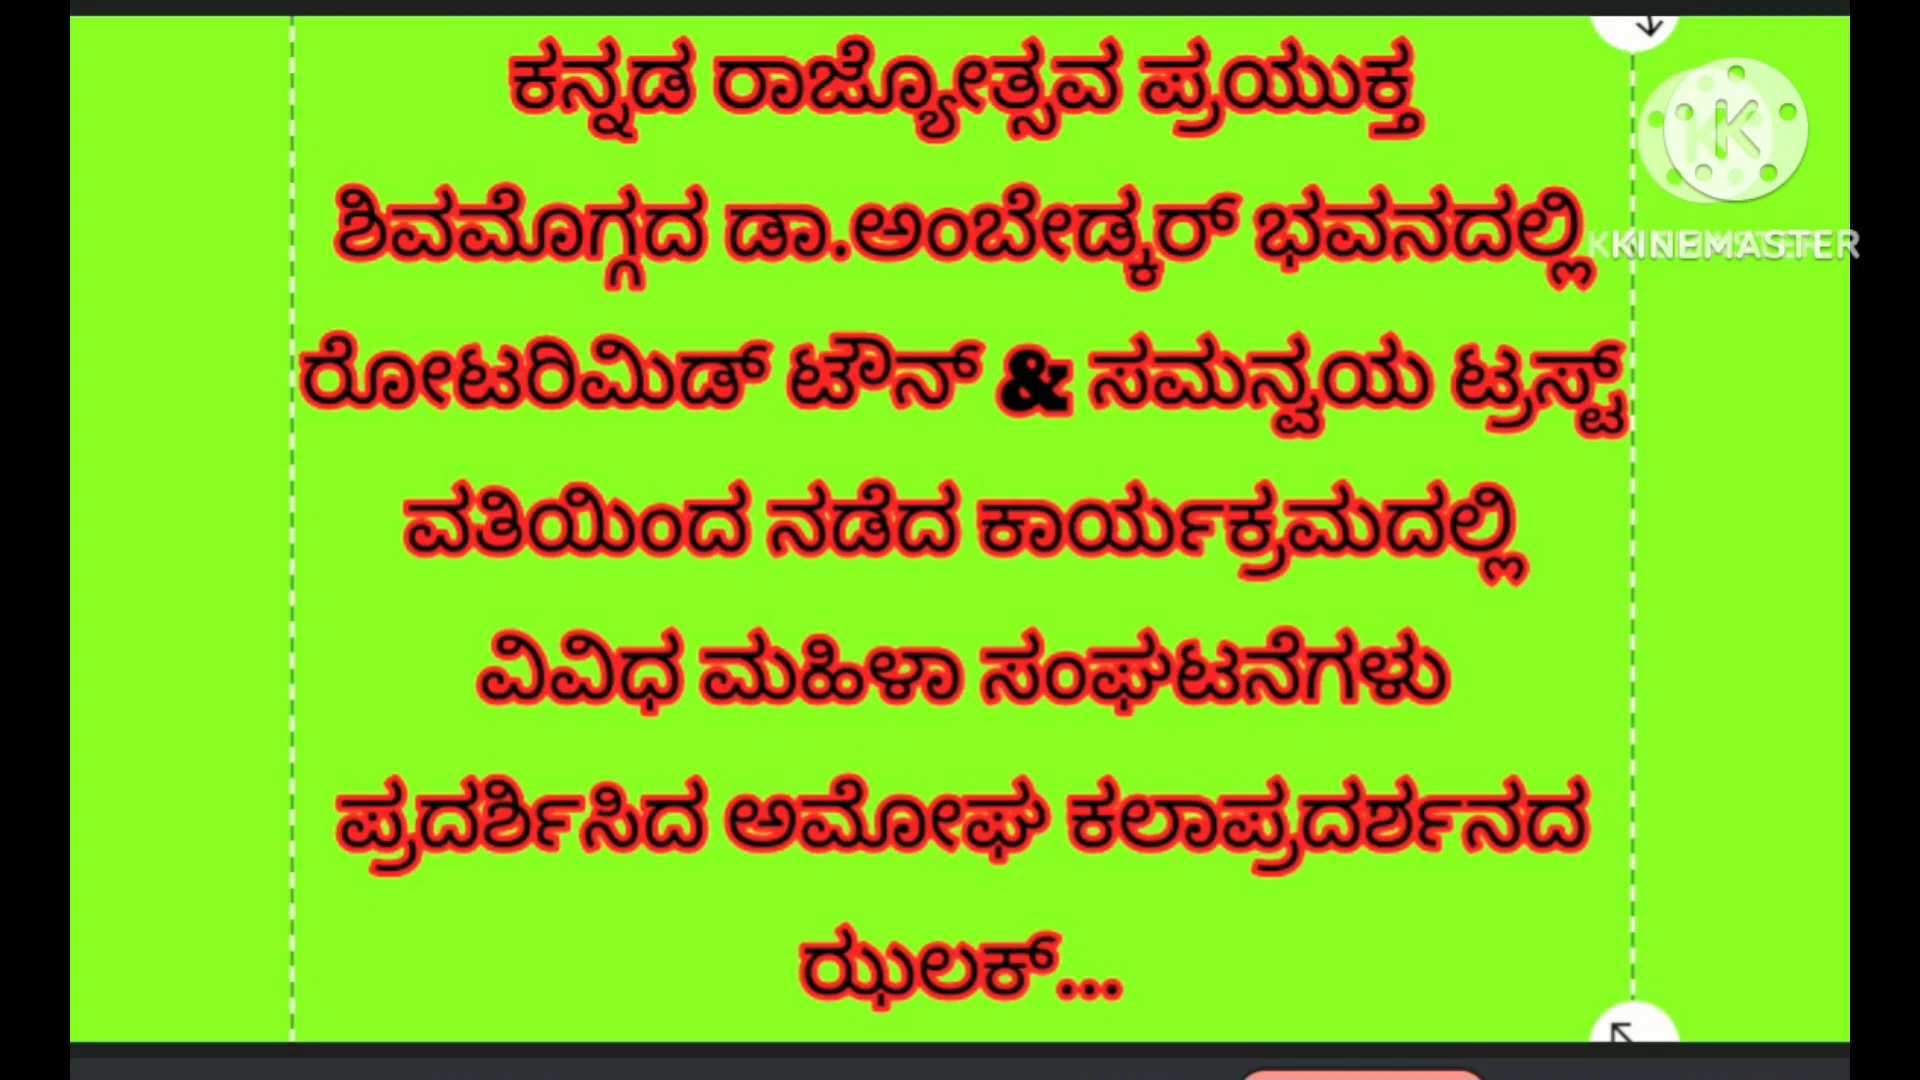 ಕನ್ನಡ ರಾಜ್ಯೋತ್ಸವ ಪ್ರಯುಕ್ತ
ಶಿವಮೊಗ್ಗದ ಡಾ.ಅಂಬೇಡ್ಕರ್ ಭವನದಲ್ಲಿ
ರೋಟರಿಮಿಡ್ ಟೌನ್ & ಸಮನ್ವಯ ಟ್ರಸ್ಟ್
ವತಿಯಿಂದ ನಡೆದ ಕಾರ್ಯಕ್ರಮದಲ್ಲಿ
ವಿವಿಧ ಮಹಿಳಾ ಸಂಘಟನೆಗಳು
ಪ್ರದರ್ಶಿಸಿದ ಅಮೋಘ ಕಲಾಪ್ರದರ್ಶನದ
ಝಲಕ್...
K
KINEMASTER